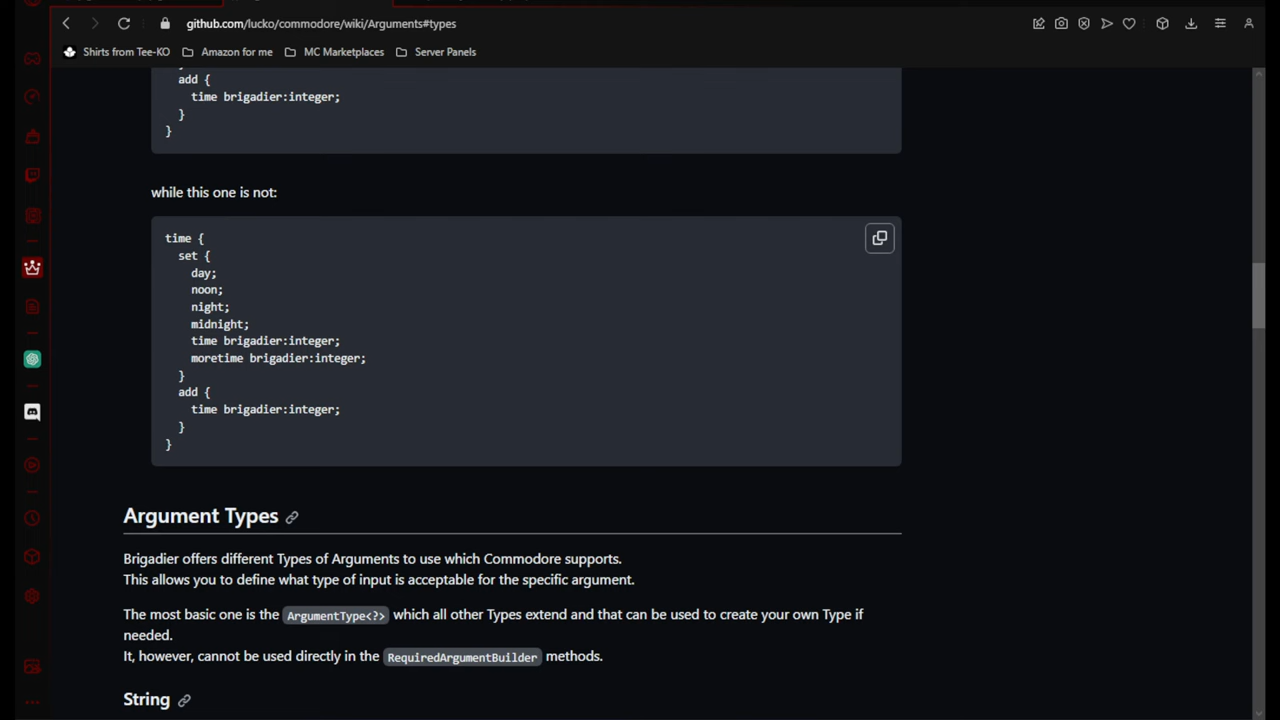 github.com/lucko/commodore/wiki/Arguments#types
Shirts from Tee-KO
Amazon for me
MC Marketplaces
Server Panels
add {
time brigadier:integer;
}
}
while this one is not:
time {
set {
day;
noon;
night;
midnight;
time brigadier:integer;
moretime brigadier:integer;
}
add {
time brigadier:integer;
}
}
Argument Types
Brigadier offers different Types of Arguments to use which Commodore supports.
This allows you to define what type of input is acceptable for the specific argument.
The most basic one is the ArgumentType<?> which all other Types extend and that can be used to create your own Type if
needed.
It, however, cannot be used directly in the RequiredArgumentBuilder methods.
String